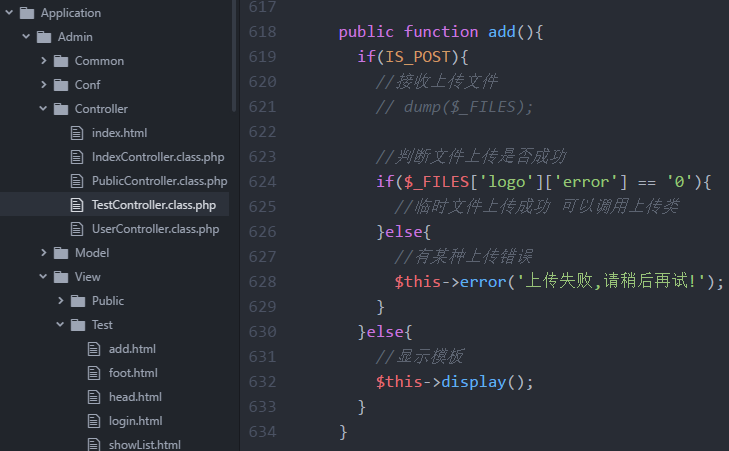 Application
Admin
Common
Conf
Controller
index.html
IndexController.class.php
PublicController.class.php
TestController.class.php
UserController.class.php
Model
View
Public
Test
add.html
foot.html
head.html
login.html
showList.html
617
618 public function add(){
619 if(IS_POST){
620 //接收上传文件
621 // dump($_FILES);
622
623 //判断文件上传是否成功
624 if($_FILES['logo']['error'] == '0'){
625 //临时文件上传成功 可以调用上传类
626 }else{
627 //有某种上传错误
628 $this->error('上传失败,请稍后再试!');
629 }
630 }else{
631 //显示模板
632 $this->display();
633 }
634 }